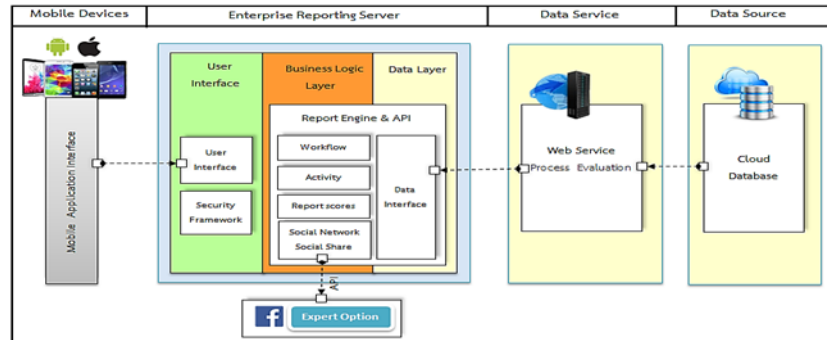 Mobile Devices
Enterprise Reporting Server
Data Service
Data Source
Mobile Application Interface
User
Interface
Business Logic
Layer
Data Layer
Report Engine & API
User
Interface
Security
Framework
Workflow
Activity
Report scores
Social Network
Social Share
Data
Interface
Web Service
Process Evaluation
Cloud
Database
API
Expert Option